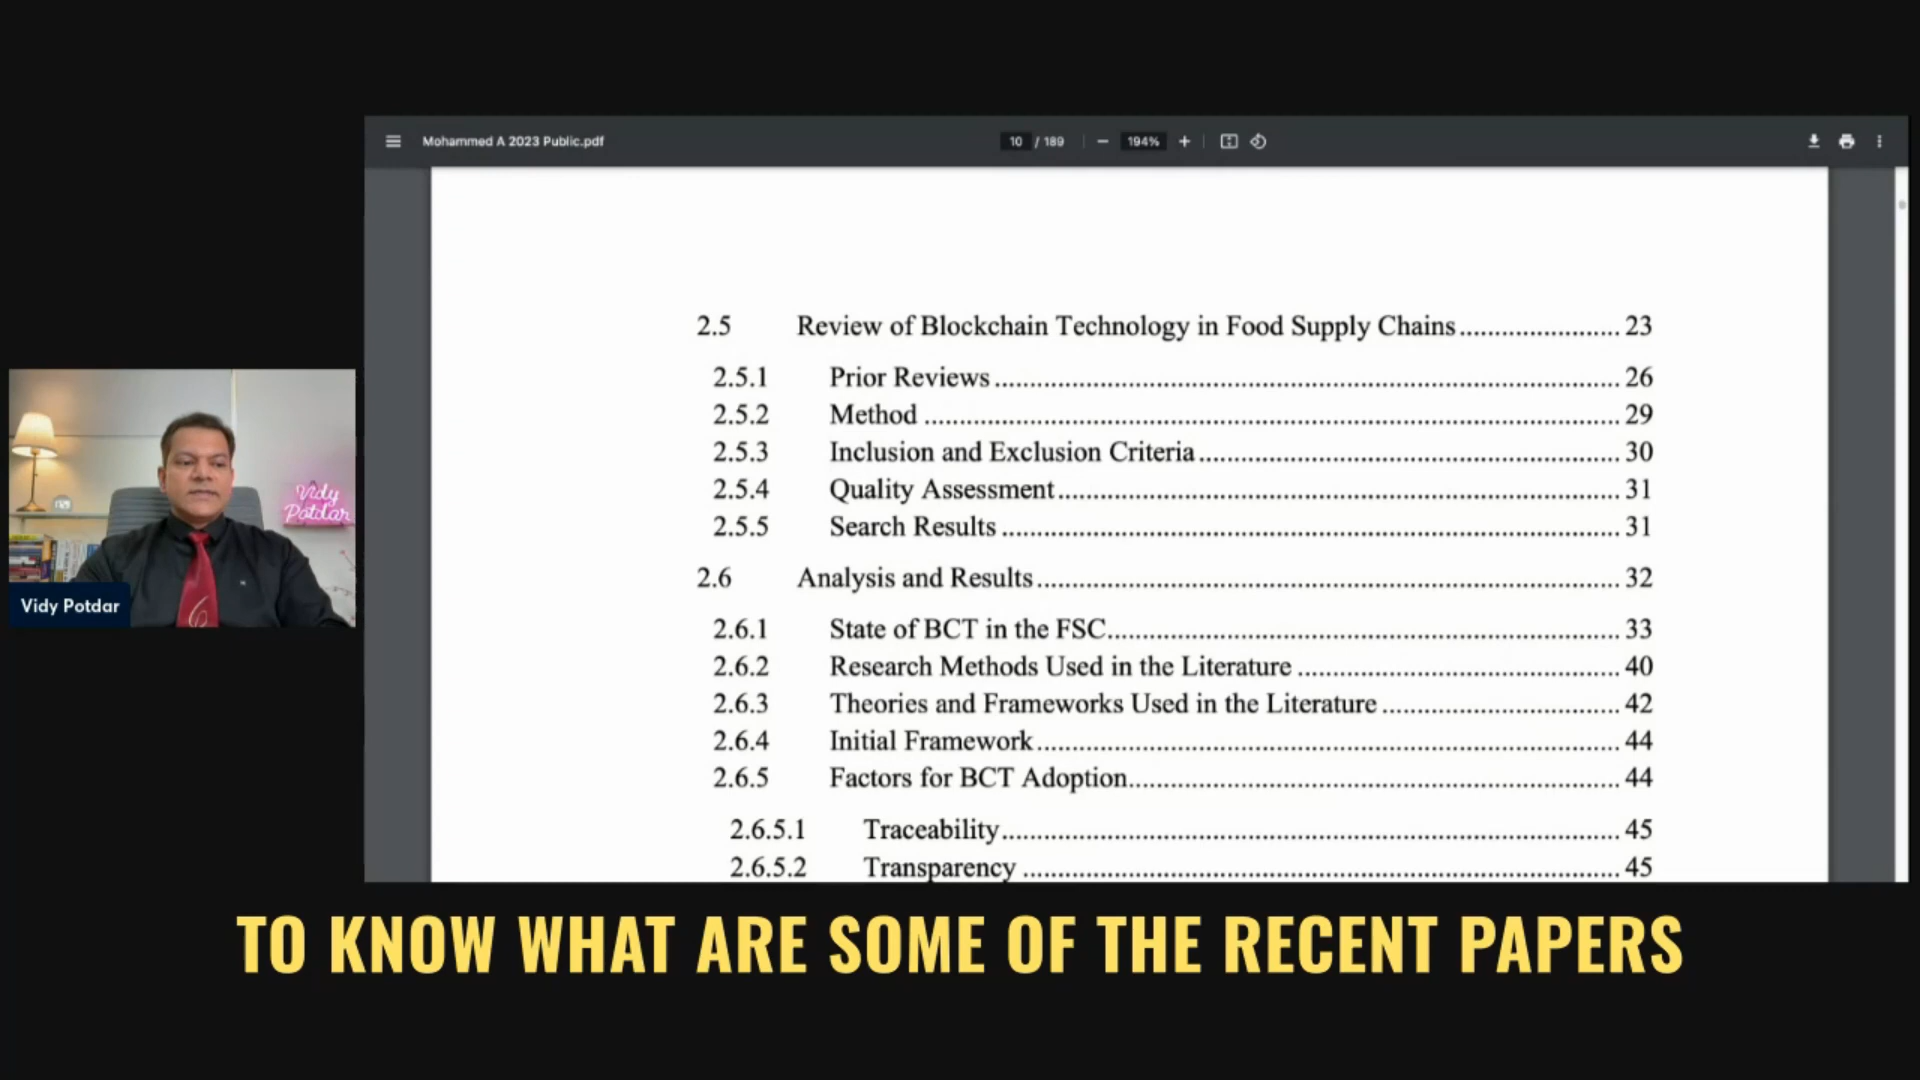 Mohammed A 2023 Public.pdf
10 / 189
194%
2.5 Review of Blockchain Technology in Food Supply Chains 23
2.5.1 Prior Reviews 26
2.5.2 Method 29
2.5.3 Inclusion and Exclusion Criteria 30
2.5.4 Quality Assessment 31
2.5.5 Search Results 31
2.6 Analysis and Results 32
2.6.1 State of BCT in the FSC 33
2.6.2 Research Methods Used in the Literature 40
2.6.3 Theories and Frameworks Used in the Literature 42
2.6.4 Initial Framework 44
2.6.5 Factors for BCT Adoption 44
2.6.5.1 Traceability 45
2.6.5.2 Transparency 45
Vidy
Potdar
Vidy Potdar
TO KNOW WHAT ARE SOME OF THE RECENT PAPERS